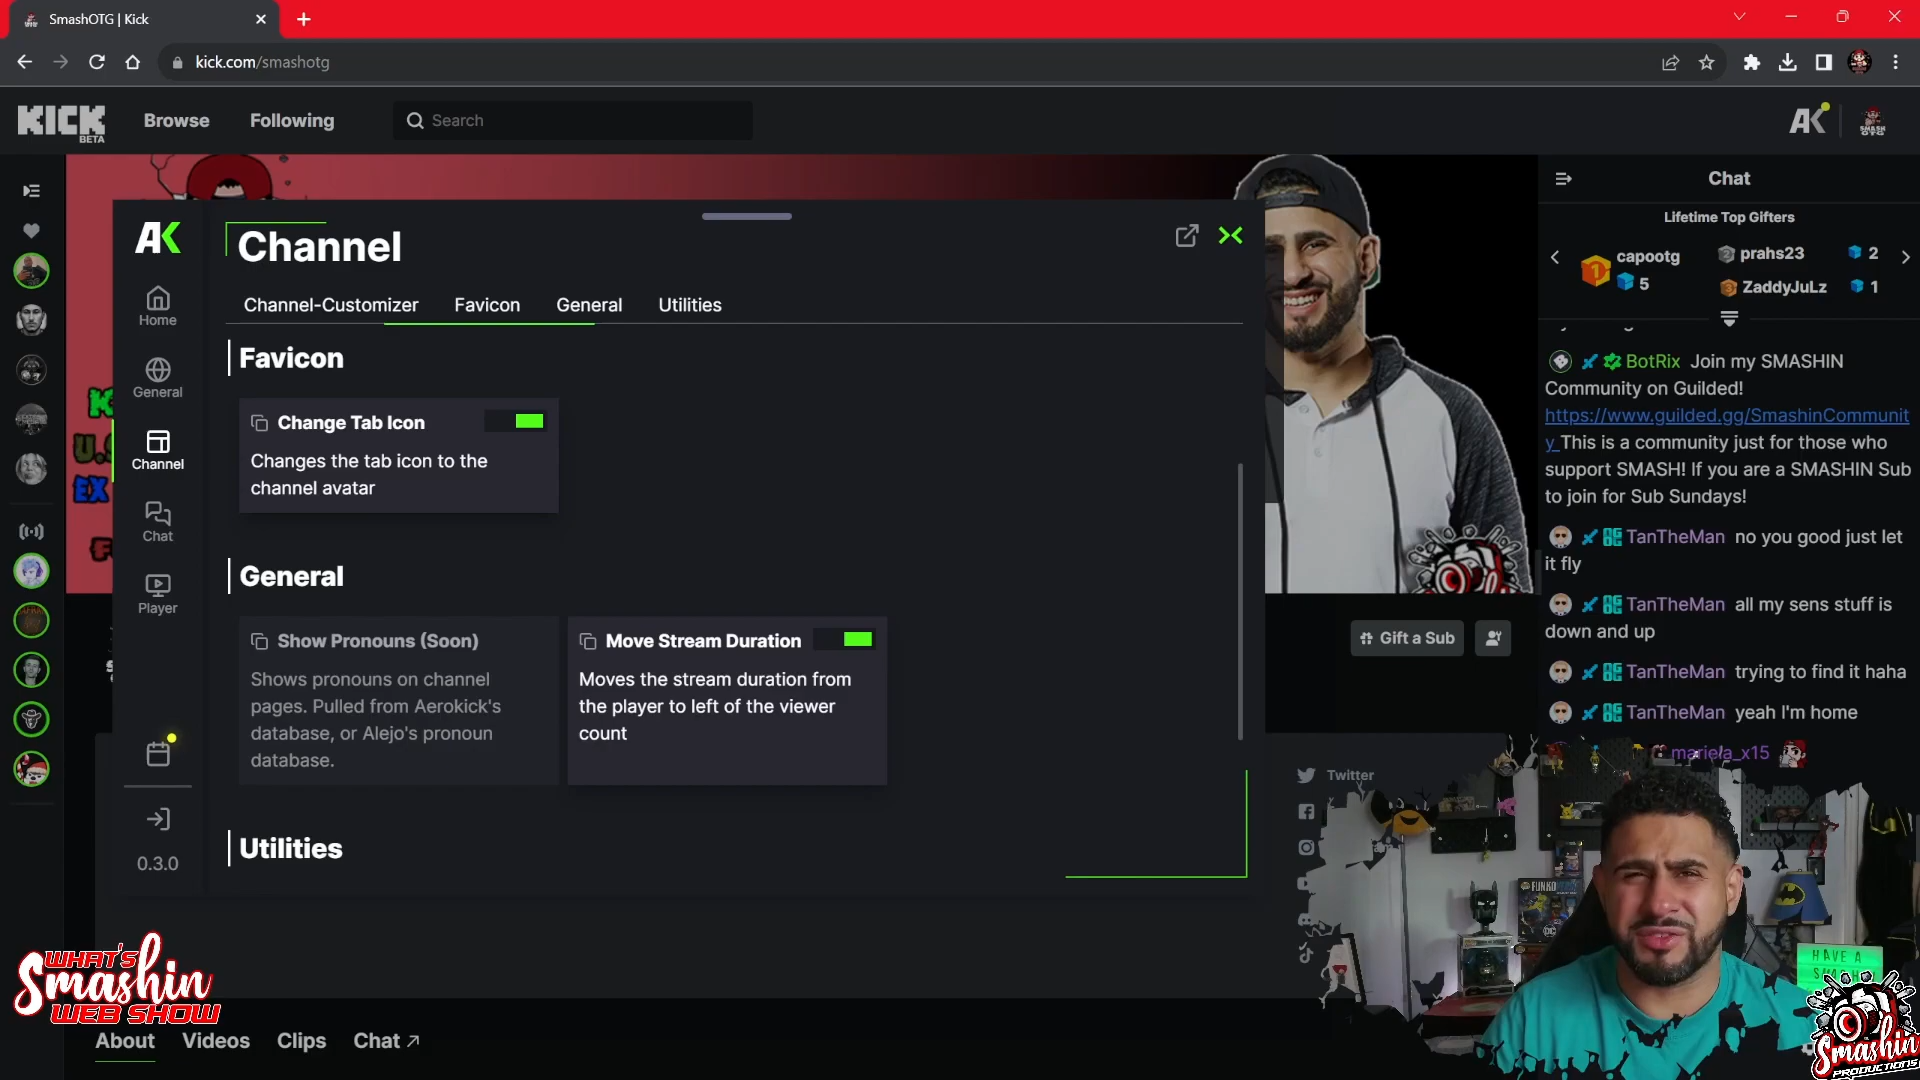 SmashOTG | Kick
kick.com/smashotg
KICK
BETA
Browse
Following
Search
AK
Chat
Lifetime Top Gifters
capootg
5
prahs23
2
ZaddyJuLz
1
BotRix Join my SMASHIN
Community on Guilded!
https://www.guilded.gg/SmashinCommunit
y This is a community just for those who
support SMASH! If you are a SMASHIN Sub
to join for Sub Sundays!
TanTheMan no you good just let
it fly
TanTheMan all my sens stuff is
down and up
TanTheMan trying to find it haha
TanTheMan yeah I'm home
mariela_x15
AK
Home
General
Channel
Chat
Player
0.3.0
Channel
Channel-Customizer
Favicon
General
Utilities
Favicon
Change Tab Icon
Changes the tab icon to the
channel avatar
General
Show Pronouns (Soon)
Shows pronouns on channel
pages. Pulled from Aerokick's
database, or Alejo's pronoun
database.
Move Stream Duration
Moves the stream duration from
the player to left of the viewer
count
Utilities
Gift a Sub
Twitter
FUNKO
HAVE A
WHAT'S
Smashin
WEB SHOW
About
Videos
Clips
Chat
Smashin
PRODUCTIONS